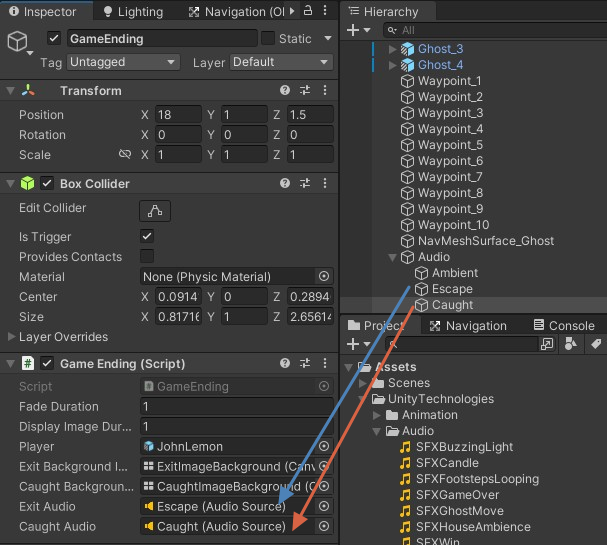 Inspector Lighting Navigation (Ol
GameEnding Static
Tag Untagged Layer Default
Transform
Position X 18 Y 1 Z 1.5
Rotation X 0 Y 0 Z 0
Scale X 1 Y 1 Z 1
Box Collider
Edit Collider
Is Trigger
Provides Contacts
Material None (Physic Material)
Center X 0.0914 Y 0 Z 0.2894
Size X 0.81716 Y 1 Z 2.65614
Layer Overrides
# Game Ending (Script)
Script # GameEnding
Fade Duration 1
Display Image Dur... 1
Player JohnLemon
Exit Background I... ExitImageBackground (Canv
Caught Backgroun... CaughtImageBackground (C
Exit Audio Escape (Audio Source)
Caught Audio Caught (Audio Source)
Hierarchy
+ All
Ghost_3
Ghost_4
Waypoint_1
Waypoint_2
Waypoint_3
Waypoint_4
Waypoint_5
Waypoint_6
Waypoint_7
Waypoint_8
Waypoint_9
Waypoint_10
NavMeshSurface_Ghost
Audio
Ambient
Escape
Caught
Project Navigation Console
+
Assets
Scenes
UnityTechnologies
Animation
Audio
SFXBuzzingLight
SFXCandle
SFXFootstepsLooping
SFXGameOver
SFXGhostMove
SFXHouseAmbience
SFXWin